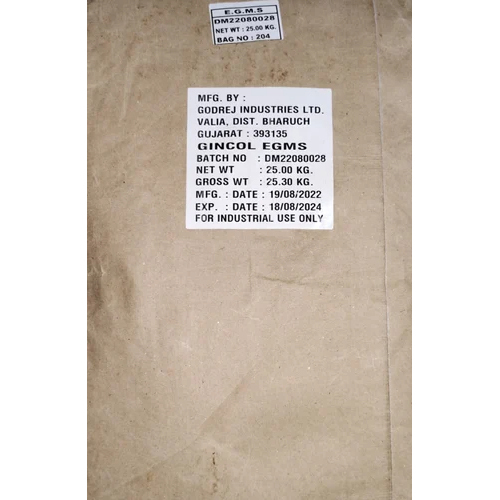 E.G.M.S
DM22080028
NET WT : 25.00 KG.
BAG NO : 204
MFG. BY :
GODREJ INDUSTRIES LTD.
VALIA, DIST. BHARUCH
GUJARAT : 393135
GINCOL EGMS
BATCH NO : DM22080028
NET WT : 25.00 KG.
GROSS WT : 25.30 KG.
MFG. : DATE : 19/08/2022
EXP. : DATE : 18/08/2024
FOR INDUSTRIAL USE ONLY